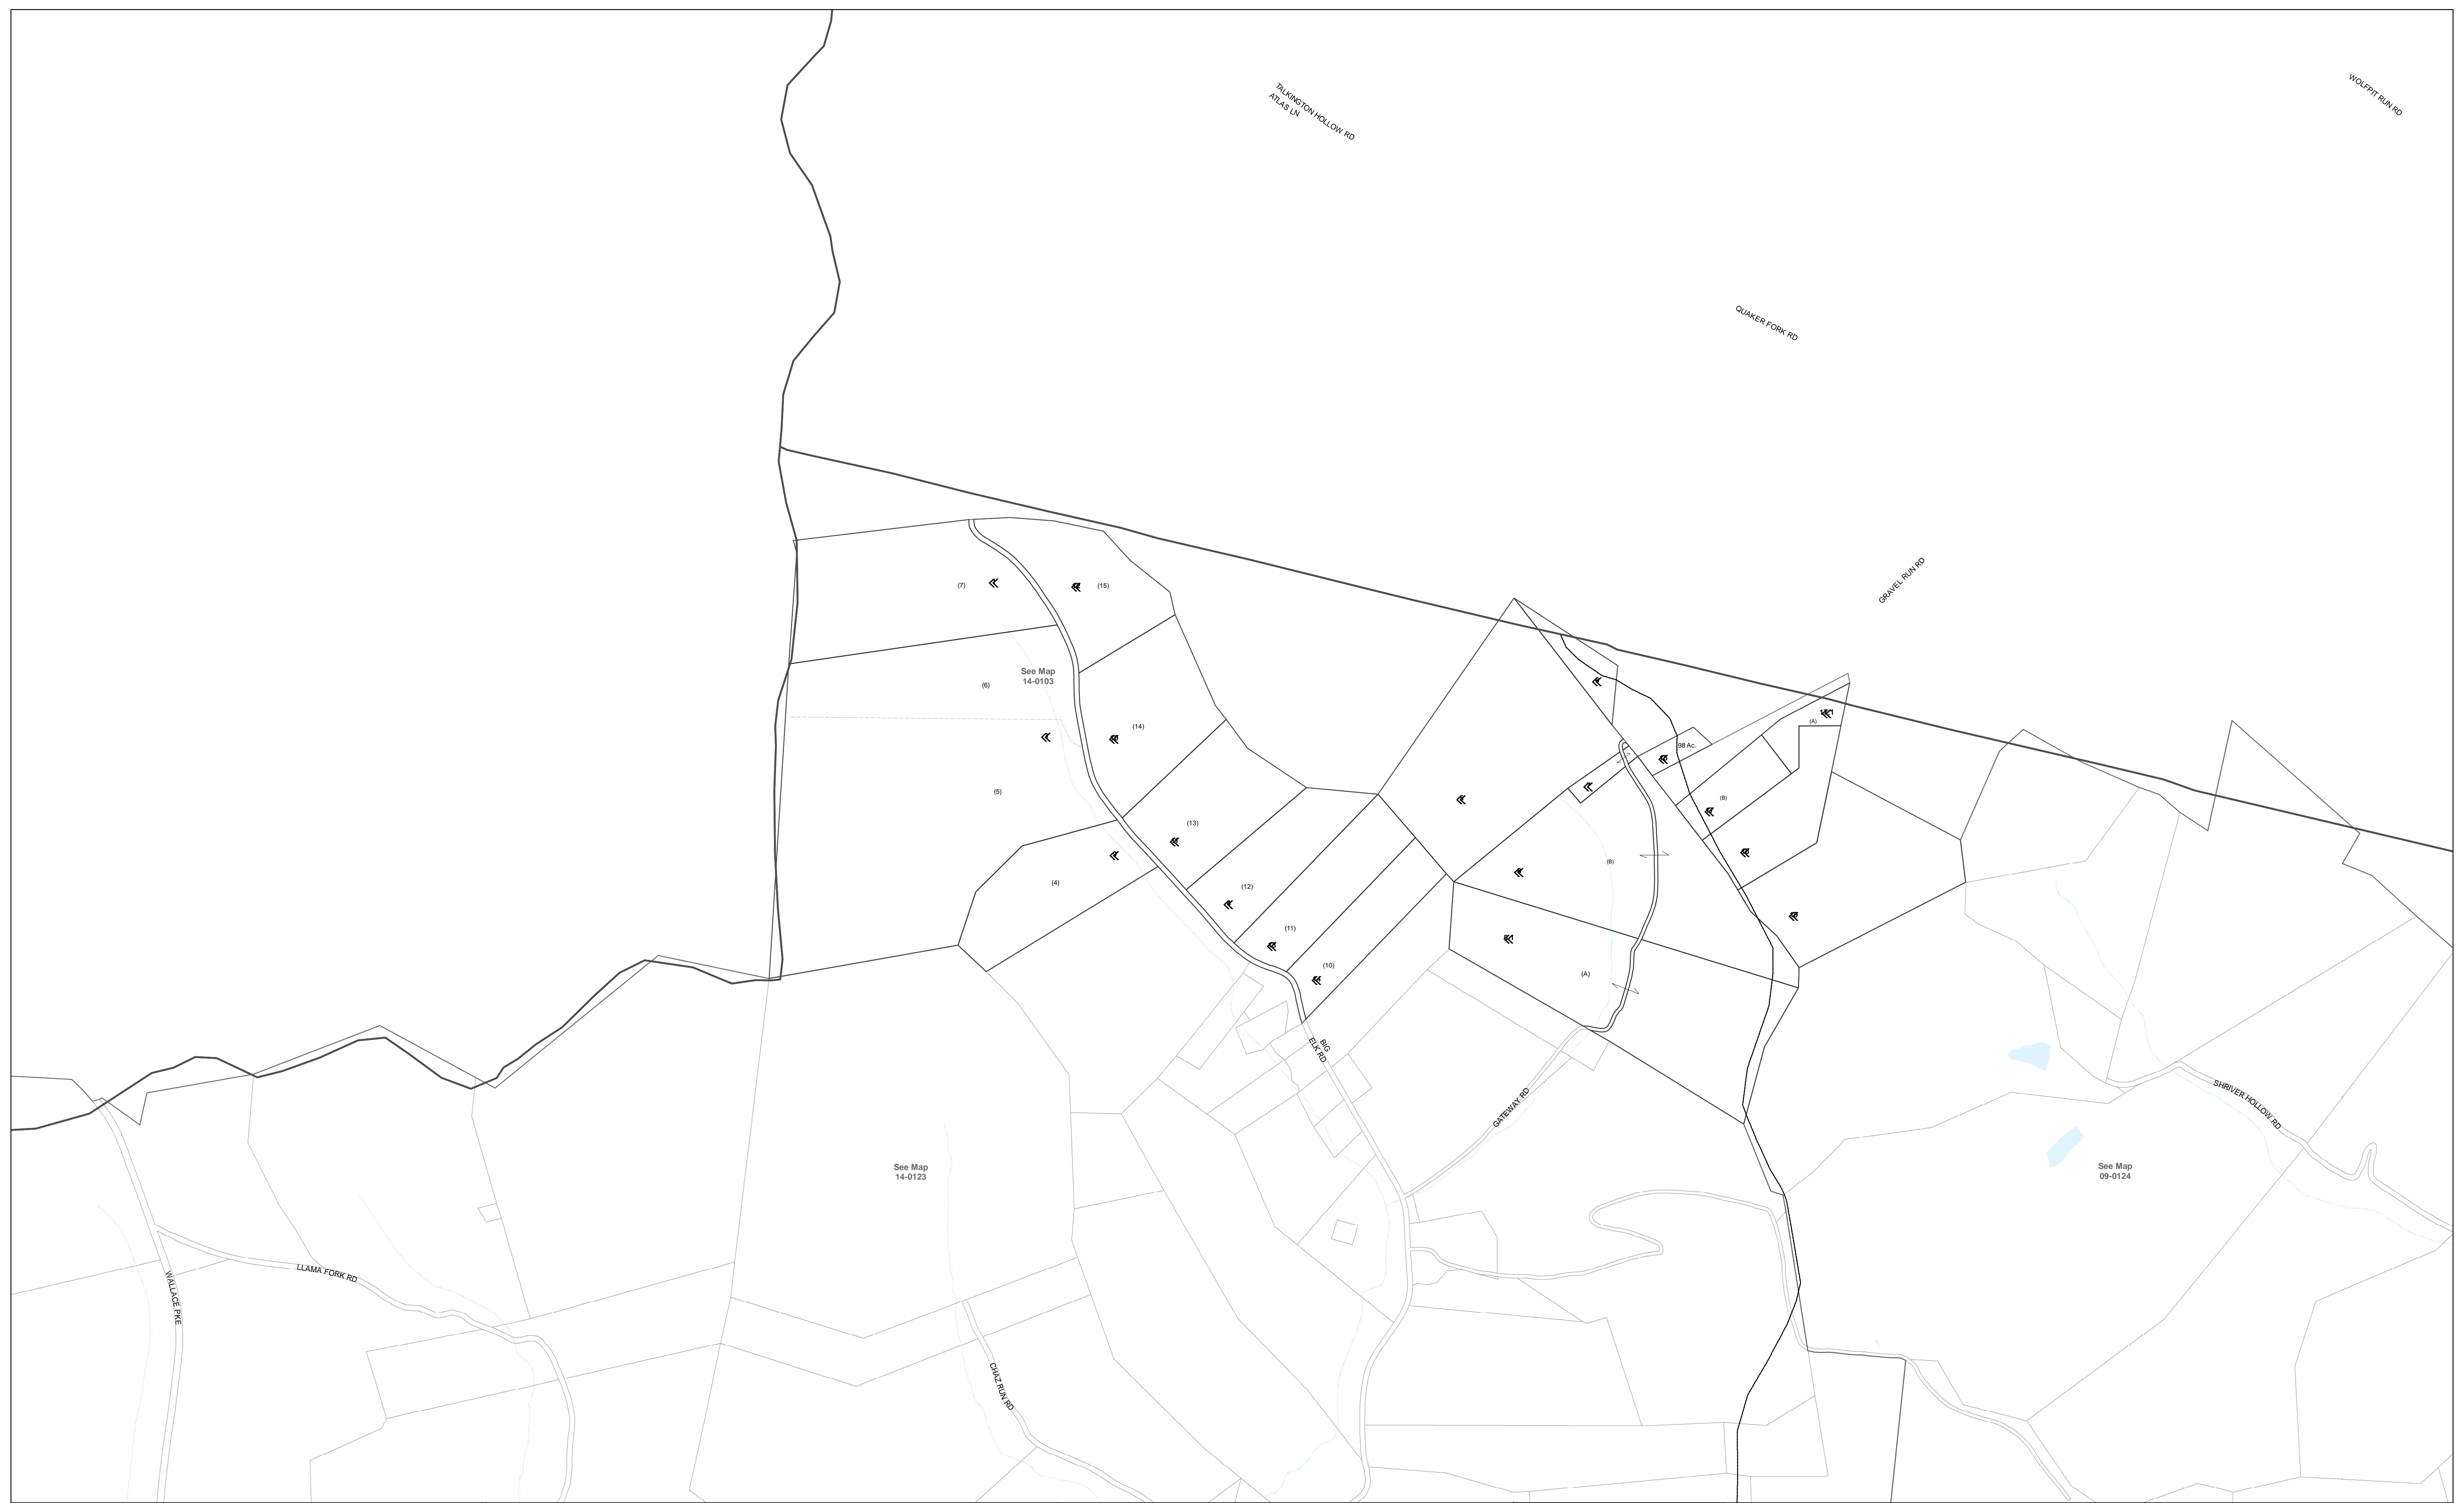 TALKINGTON HOLLOW RD
ATLAS LN
WOLFPIT RUN RD
QUAKER FORK RD
GRAVEL RUN RD
(7)
(15)
See Map
14-0103
(6)
(14)
(A)
98 Ac.
(5)
(B)
(13)
(B)
(4)
(12)
(11)
(10)
(A)
BIG
ELK RD
GATEWAY RD
SHRIVER HOLLOW RD
See Map
14-0123
See Map
09-0124
LLAMA FORK RD
WALLACE PKE
CHAZ RUN RD